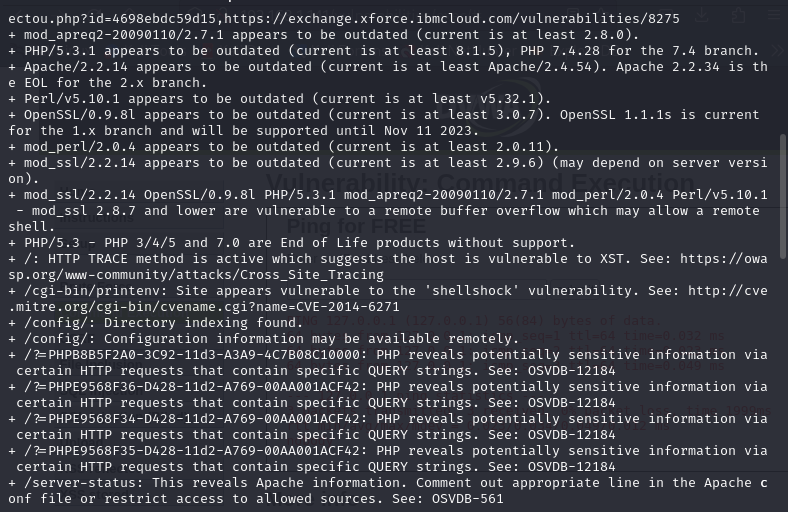 ectou.php?id=4698ebdc59d15,https://exchange.xforce.ibmcloud.com/vulnerabilities/8275
+ mod_apreq2-20090110/2.7.1 appears to be outdated (current is at least 2.8.0).
+ PHP/5.3.1 appears to be outdated (current is at least 8.1.5), PHP 7.4.28 for the 7.4 branch.
+ Apache/2.2.14 appears to be outdated (current is at least Apache/2.4.54). Apache 2.2.34 is th
e EOL for the 2.x branch.
+ Perl/v5.10.1 appears to be outdated (current is at least v5.32.1).
+ OpenSSL/0.9.8l appears to be outdated (current is at least 3.0.7). OpenSSL 1.1.1s is current
for the 1.x branch and will be supported until Nov 11 2023.
+ mod_perl/2.0.4 appears to be outdated (current is at least 2.0.11).
+ mod_ssl/2.2.14 appears to be outdated (current is at least 2.9.6) (may depend on server versi
on).
Vulnerability: Command Execution
+ mod_ssl/2.2.14 OpenSSL/0.9.8l PHP/5.3.1 mod_apreq2-20090110/2.7.1 mod_perl/2.0.4 Perl/v5.10.1
- mod_ssl 2.8.7 and lower are vulnerable to a remote buffer overflow which may allow a remote
shell.
Ping for FREE
+ PHP/5.3 - PHP 3/4/5 and 7.0 are End of Life products without support.
+ /: HTTP TRACE method is active which suggests the host is vulnerable to XST. See: https://owa
sp.org/www-community/attacks/Cross_Site_Tracing
+ /cgi-bin/printenv: Site appears vulnerable to the 'shellshock' vulnerability. See: http://cve
.mitre.org/cgi-bin/cvename.cgi?name=CVE-2014-6271
+ /config/: Directory indexing found.
+ /config/: Configuration information may be available remotely.
+ /?=PHPB8B5F2A0-3C92-11d3-A3A9-4C7B08C10000: PHP reveals potentially sensitive information via
certain HTTP requests that contain specific QUERY strings. See: OSVDB-12184
+ /?=PHPE9568F36-D428-11d2-A769-00AA001ACF42: PHP reveals potentially sensitive information via
certain HTTP requests that contain specific QUERY strings. See: OSVDB-12184
+ /?=PHPE9568F34-D428-11d2-A769-00AA001ACF42: PHP reveals potentially sensitive information via
certain HTTP requests that contain specific QUERY strings. See: OSVDB-12184
+ /?=PHPE9568F35-D428-11d2-A769-00AA001ACF42: PHP reveals potentially sensitive information via
certain HTTP requests that contain specific QUERY strings. See: OSVDB-12184
+ /server-status: This reveals Apache information. Comment out appropriate line in the Apache c
onf file or restrict access to allowed sources. See: OSVDB-561